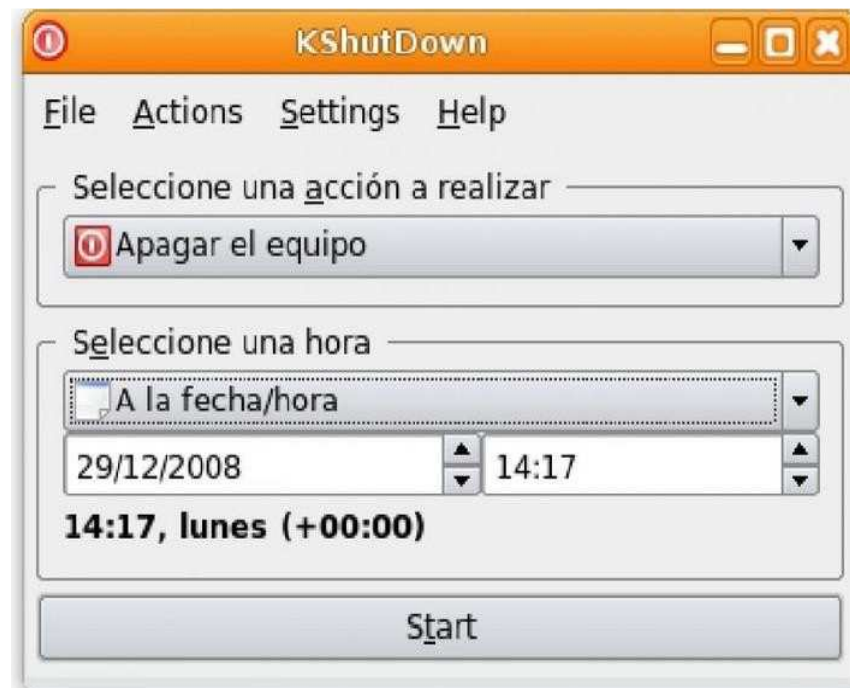 KShutDown
File Actions Settings Help
Seleccione una acción a realizar
Apagar el equipo
Seleccione una hora
A la fecha/hora
29/12/2008 14:17
14:17, lunes (+00:00)
Start